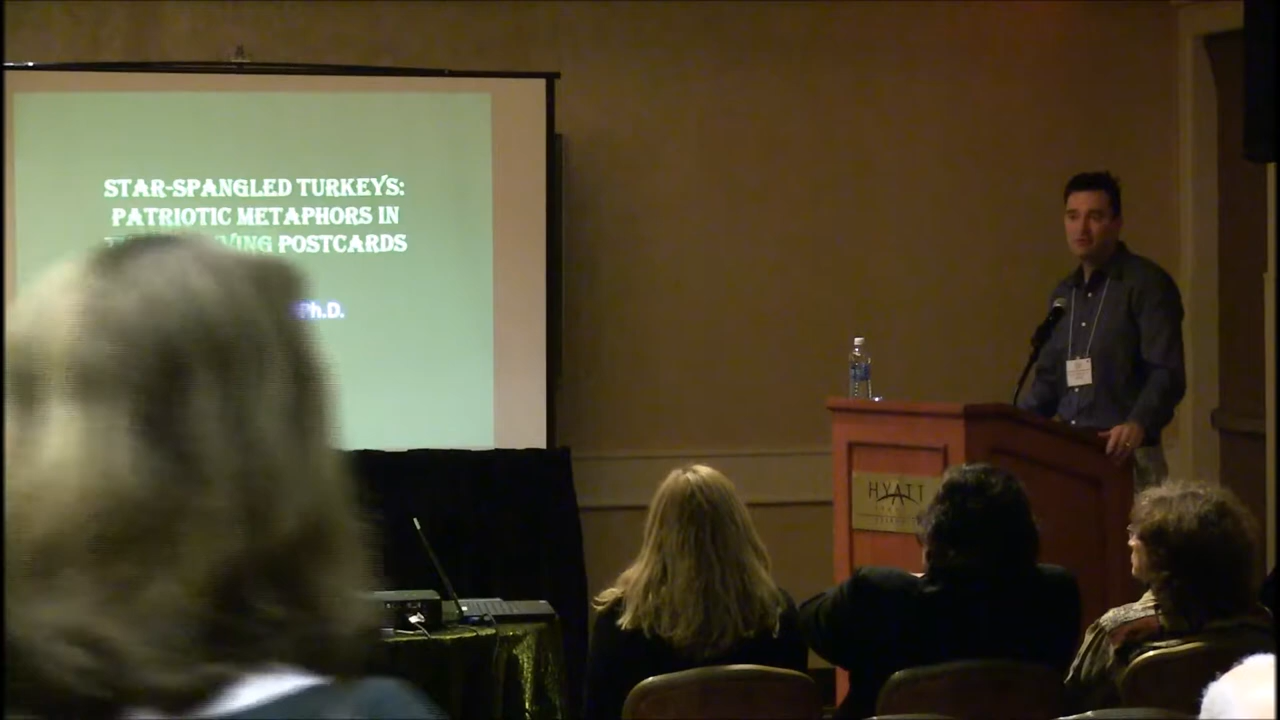 STAR-SPANGLED TURKEYS:
PATRIOTIC METAPHORS IN
POSTCARDS
Ph.D.
HYATT